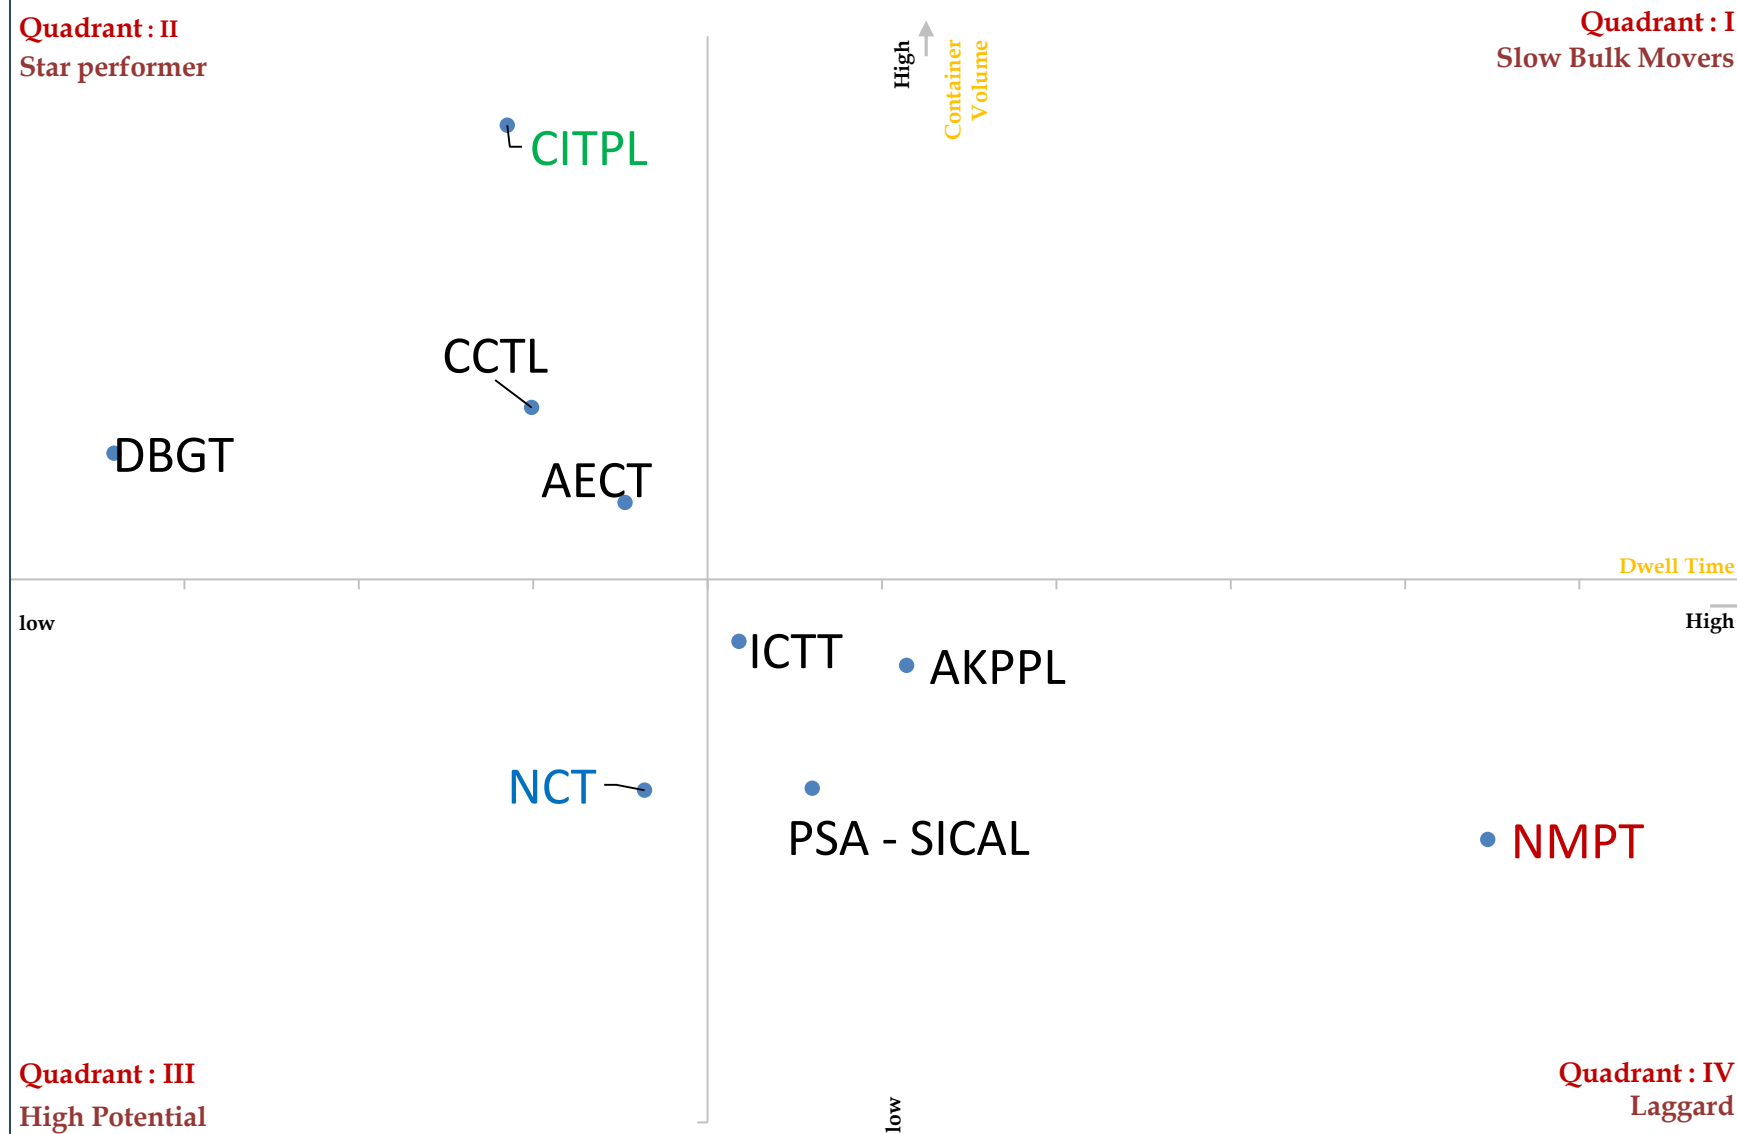 Quadrant : II
Star performer
Quadrant : I
Slow Bulk Movers
High
Container
Volume
CITPL
CCTL
DBGT
AECT
Dwell Time
low
High
ICTT
AKPPL
NCT
PSA - SICAL
NMPT
Quadrant : III
High Potential
low
Quadrant : IV
Laggard